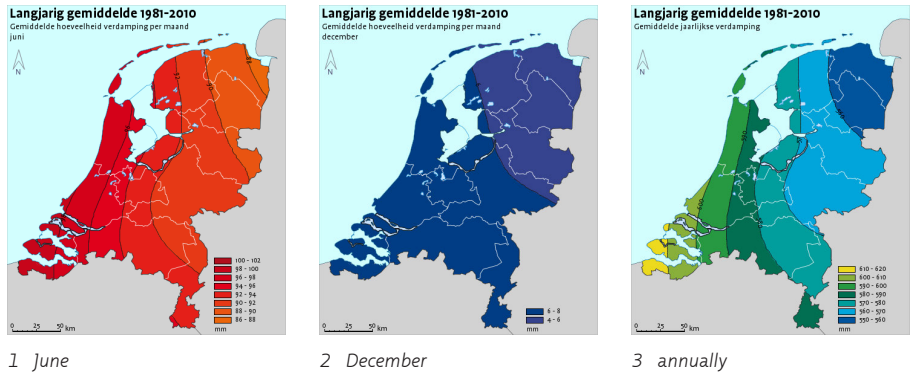 Langjarig gemiddelde 1981-2010
Gemiddelde hoeveelheid verdamping per maand
juni
N
92
90
88
100 - 102
98 - 100
96 - 98
94 - 96
92 - 94
90 - 92
88 - 90
86 - 88
mm
0 25 50 km
1 June
Langjarig gemiddelde 1981-2010
Gemiddelde hoeveelheid verdamping per maand
december
N
6 - 8
4 - 6
mm
0 25 50 km
2 December
Langjarig gemiddelde 1981-2010
Gemiddelde jaarlijkse verdamping
N
600
610 - 620
600 - 610
590 - 600
580 - 590
570 - 580
560 - 570
550 - 560
mm
0 25 50 km
3 annually